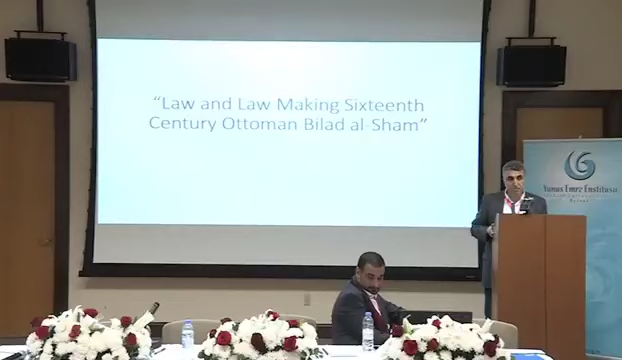 “Law and Law Making Sixteenth
Century Ottoman Bilad al-Sham”
Yunus Emre Enstitüsü